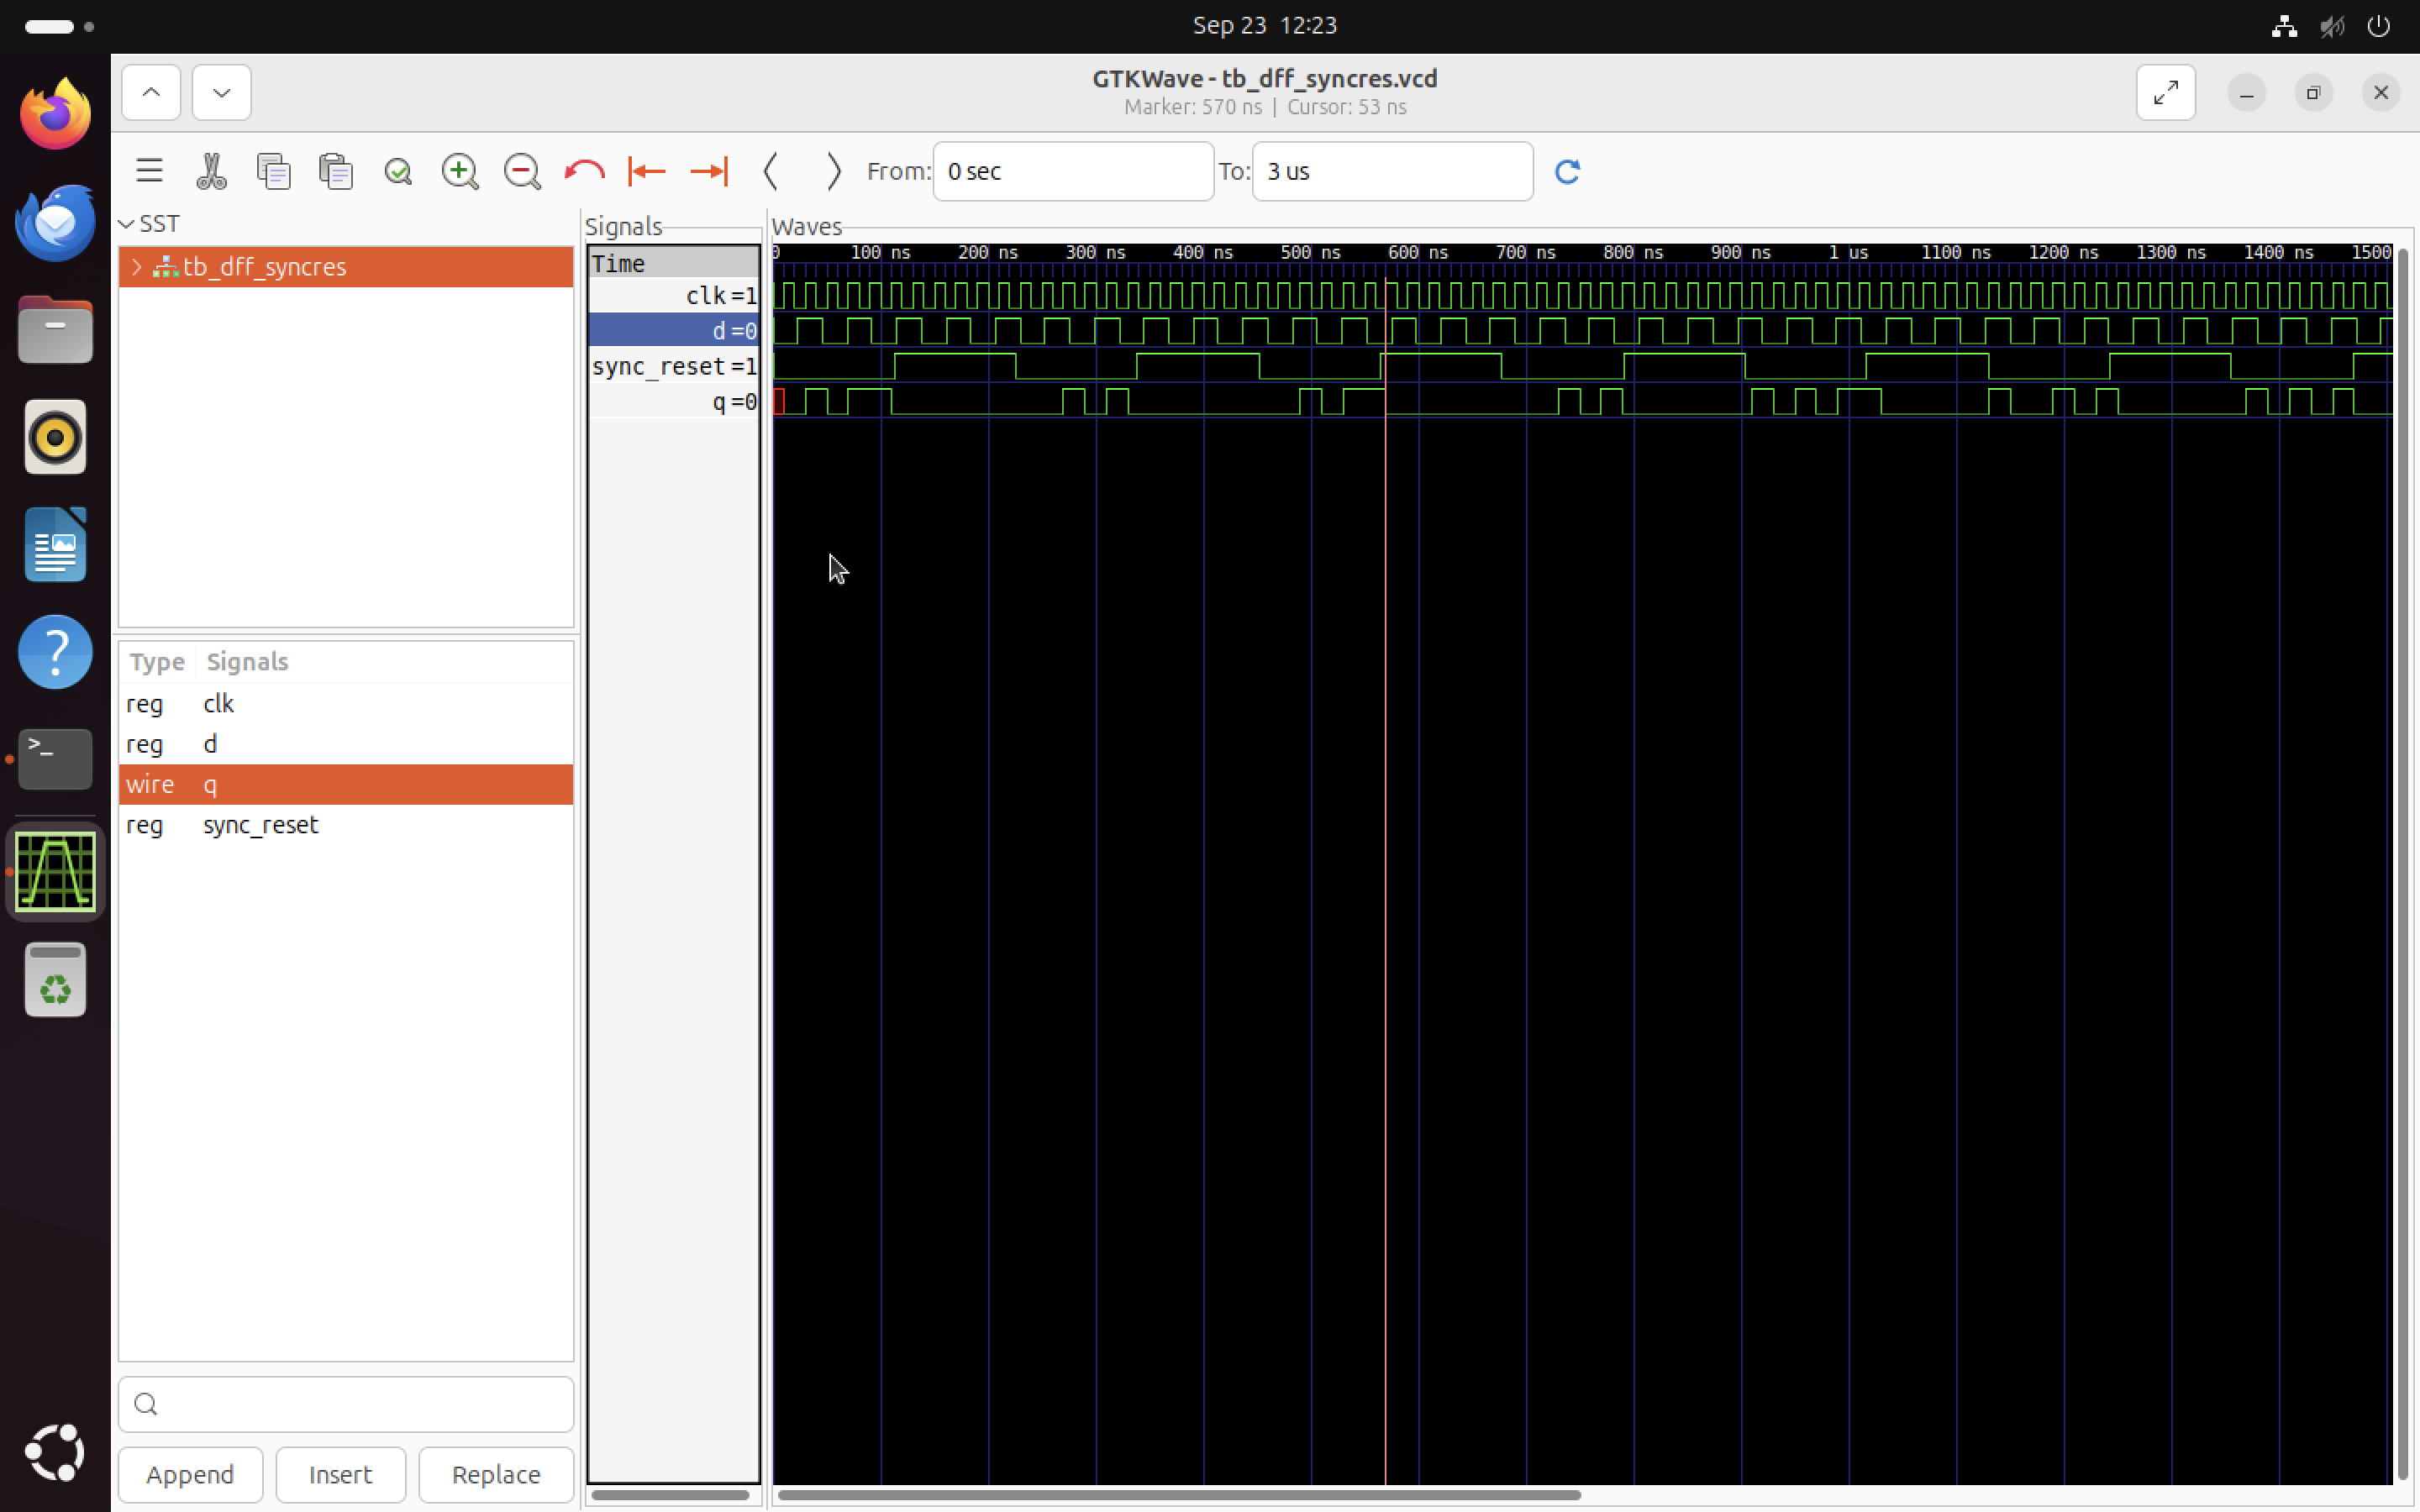 Sep 23 12:23
GTKWave - tb_dff_syncres.vcd
Marker: 570 ns | Cursor: 53 ns
From: 0 sec To: 3 us
SST
tb_dff_syncres
Type Signals
reg clk
reg d
wire q
reg sync_reset
Append Insert Replace
Signals
Time
clk =1
d =0
sync_reset =1
q =0
Waves
0 100 ns 200 ns 300 ns 400 ns 500 ns 600 ns 700 ns 800 ns 900 ns 1 us 1100 ns 1200 ns 1300 ns 1400 ns 1500